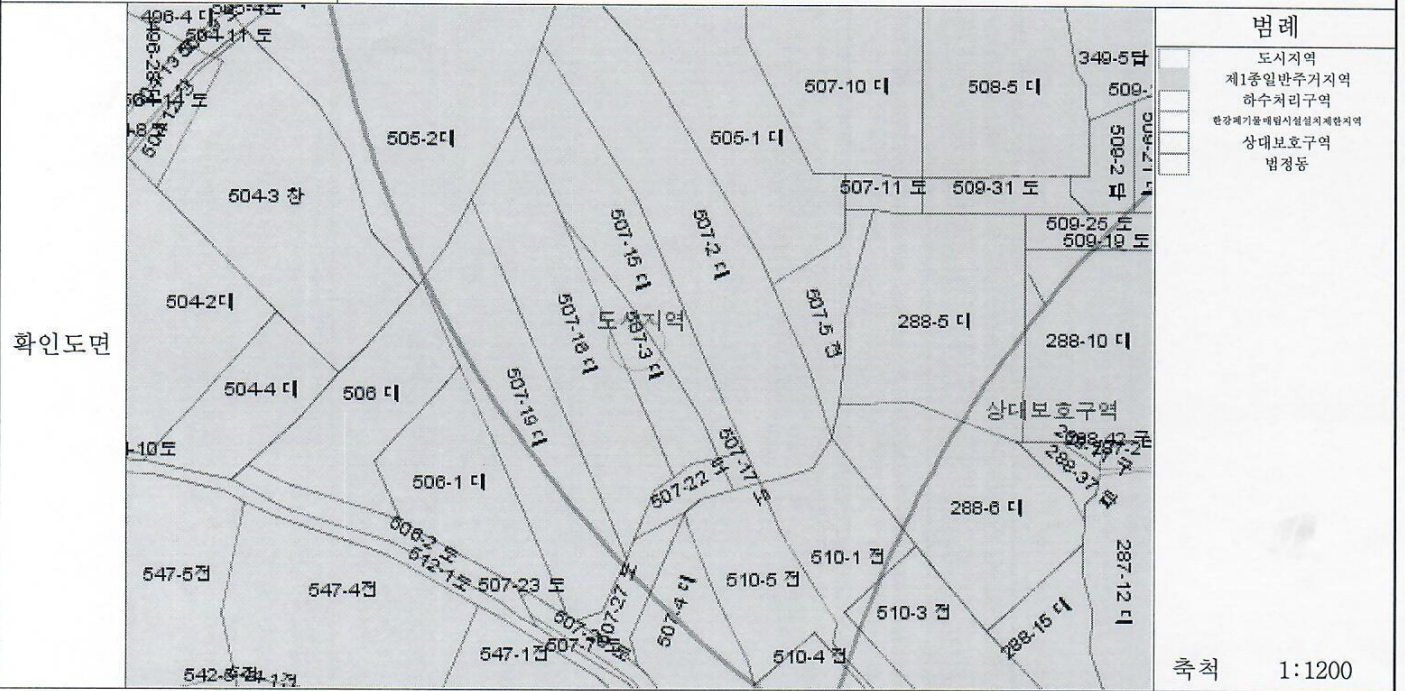 확인도면
496-4 대
504-11 도
349-5답
507-10 대
508-5 대
505-2대
505-1 대
509-2 답
504-3 창
507-11 도
509-31 도
509-25 도
509-19 도
507-15 대
507-2 대
504-2대
507-5 전
288-5 대
도시지역
507-3 대
507-18 대
288-10 대
504-4 대
506 대
507-19 대
상대보호구역
506-1 대
507-17
507-22
288-37 답
288-6 대
506-2 도
512-1도
507-23 도
510-1 전
510-5 전
287-12 대
547-5전
547-4전
507-27 도
507-4 대
510-3 전
288-15 대
547-1전
510-4 전
범례
도시지역
제1종일반주거지역
하수처리구역
한강폐기물매립시설설치제한지역
상대보호구역
법정동
축척 1:1200